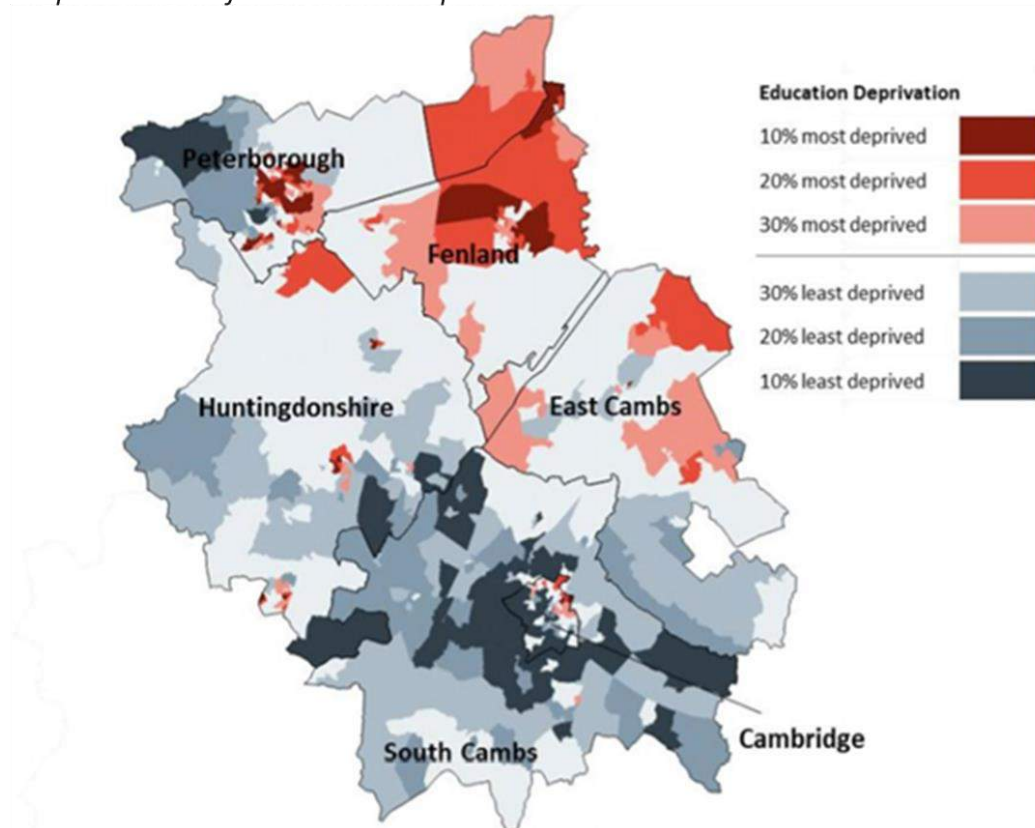 Education Deprivation
10% most deprived
20% most deprived
30% most deprived
30% least deprived
20% least deprived
10% least deprived
Peterborough
Fenland
Huntingdonshire
East Cambs
South Cambs
Cambridge